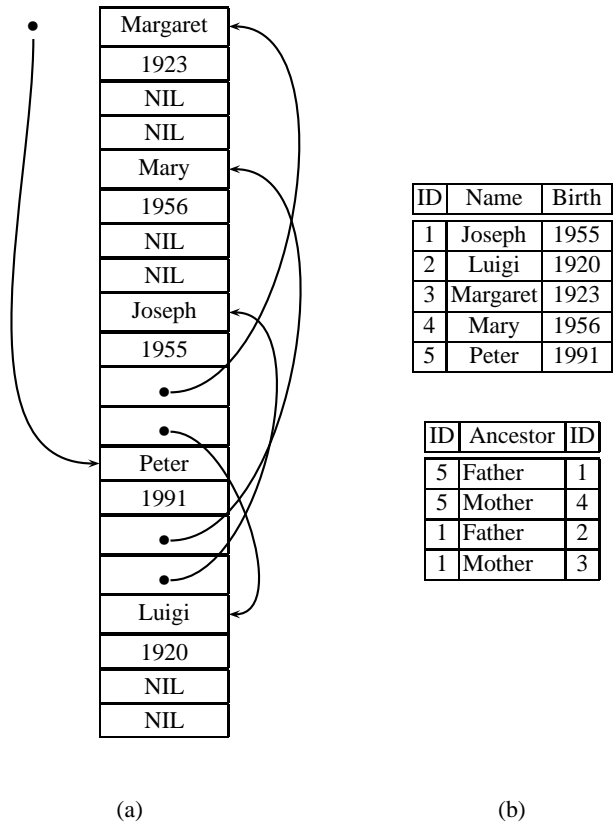 Margaret
1923
NIL
NIL
Mary
1956
NIL
NIL
Joseph
1955
Peter
1991
Luigi
1920
NIL
NIL
(a)
ID Name Birth
1 Joseph 1955
2 Luigi 1920
3 Margaret 1923
4 Mary 1956
5 Peter 1991
ID Ancestor ID
5 Father 1
5 Mother 4
1 Father 2
1 Mother 3
(b)